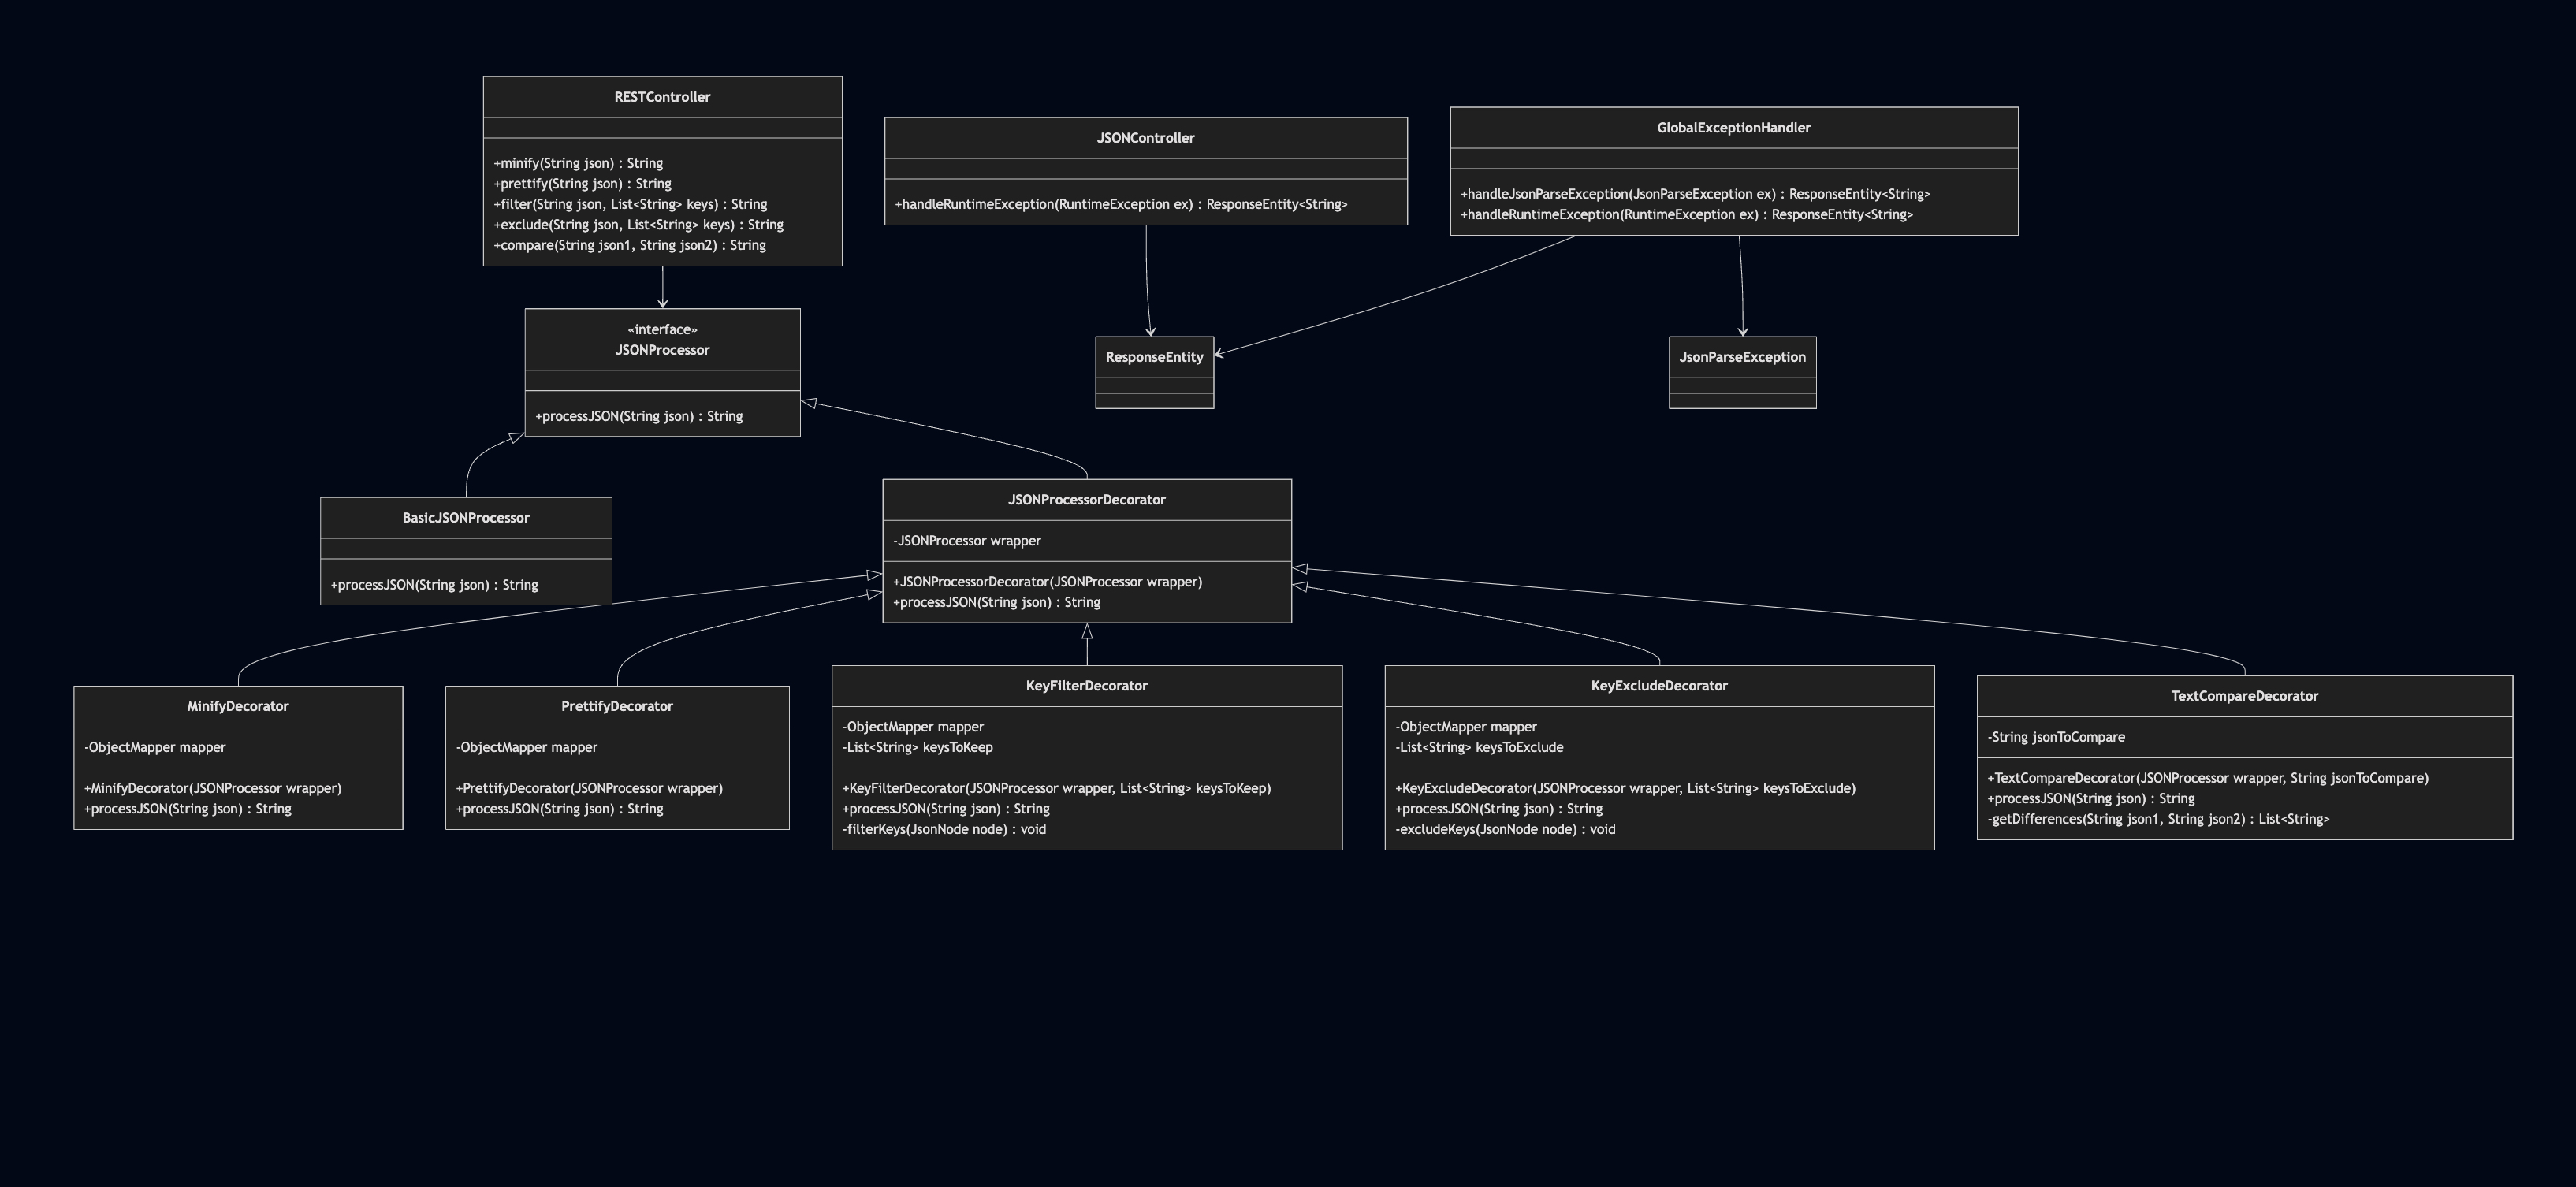 RESTController
+minify(String json) : String
+prettify(String json) : String
+filter(String json, List<String> keys) : String
+exclude(String json, List<String> keys) : String
+compare(String json1, String json2) : String
JSONController
+handleRuntimeException(RuntimeException ex) : ResponseEntity<String>
GlobalExceptionHandler
+handleJsonParseException(JsonParseException ex) : ResponseEntity<String>
+handleRuntimeException(RuntimeException ex) : ResponseEntity<String>
«interface»
JSONProcessor
+processJSON(String json) : String
ResponseEntity
JsonParseException
BasicJSONProcessor
+processJSON(String json) : String
JSONProcessorDecorator
-JSONProcessor wrapper
+JSONProcessorDecorator(JSONProcessor wrapper)
+processJSON(String json) : String
MinifyDecorator
-ObjectMapper mapper
+MinifyDecorator(JSONProcessor wrapper)
+processJSON(String json) : String
PrettifyDecorator
-ObjectMapper mapper
+PrettifyDecorator(JSONProcessor wrapper)
+processJSON(String json) : String
KeyFilterDecorator
-ObjectMapper mapper
-List<String> keysToKeep
+KeyFilterDecorator(JSONProcessor wrapper, List<String> keysToKeep)
+processJSON(String json) : String
-filterKeys(JsonNode node) : void
KeyExcludeDecorator
-ObjectMapper mapper
-List<String> keysToExclude
+KeyExcludeDecorator(JSONProcessor wrapper, List<String> keysToExclude)
+processJSON(String json) : String
-excludeKeys(JsonNode node) : void
TextCompareDecorator
-String jsonToCompare
+TextCompareDecorator(JSONProcessor wrapper, String jsonToCompare)
+processJSON(String json) : String
-getDifferences(String json1, String json2) : List<String>